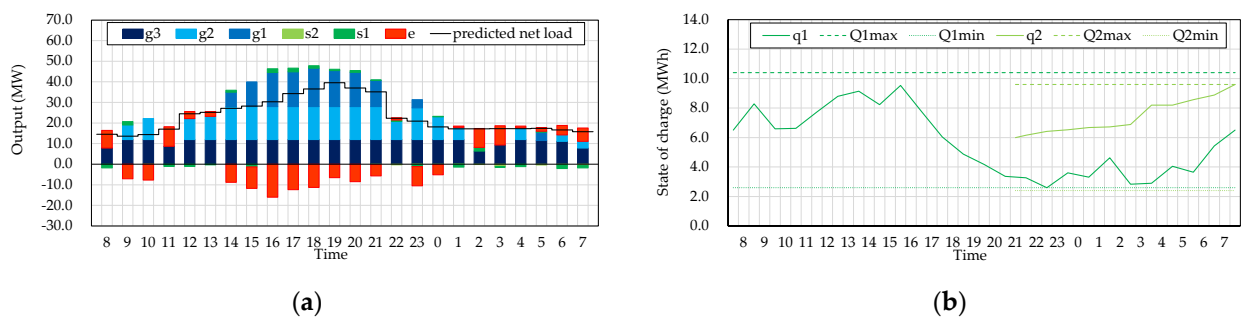 g3 g2 g1 s2 s1 e predicted net load
70.0
60.0
50.0
40.0
30.0
20.0
10.0
0.0
-10.0
-20.0
-30.0
Output (MW)
8 9 10 11 12 13 14 15 16 17 18 19 20 21 22 23 0 1 2 3 4 5 6 7
Time
(a)
q1 Q1max Q1min q2 Q2max Q2min
14.0
12.0
10.0
8.0
6.0
4.0
2.0
0.0
State of charge (MWh)
8 9 10 11 12 13 14 15 16 17 18 19 20 21 22 23 0 1 2 3 4 5 6 7
Time
(b)